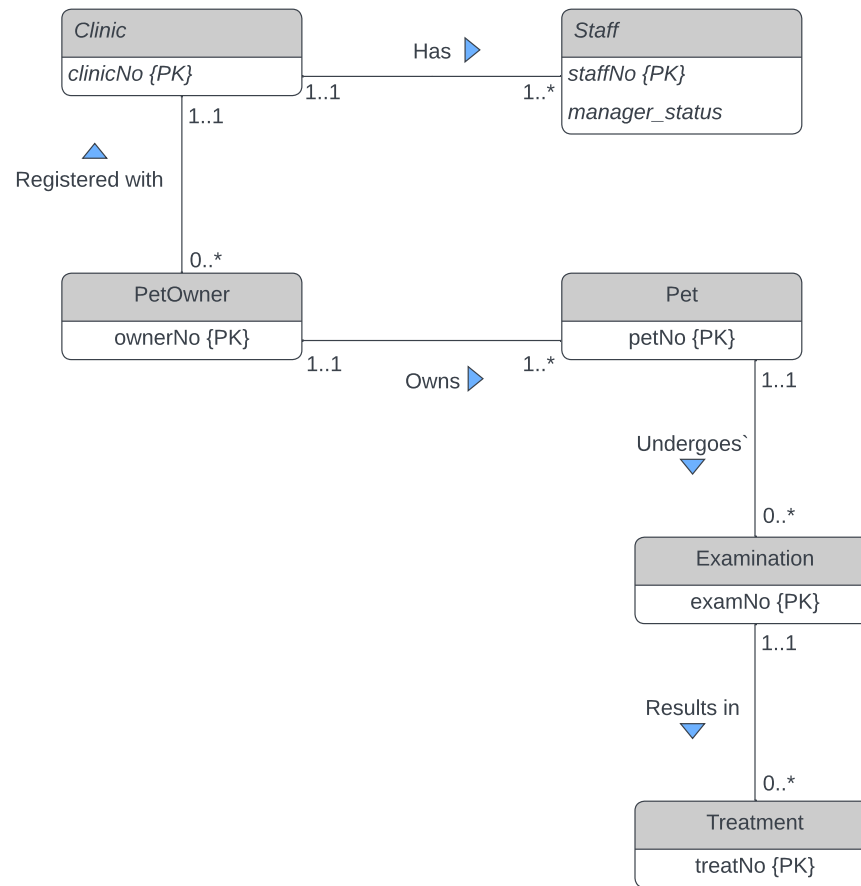 Clinic
clinicNo {PK}
Has
Staff
staffNo {PK}
manager_status
1..1
1..*
1..1
Registered with
0..*
PetOwner
ownerNo {PK}
Pet
petNo {PK}
1..1
Owns
1..*
1..1
Undergoes`
0..*
Examination
examNo {PK}
1..1
Results in
0..*
Treatment
treatNo {PK}